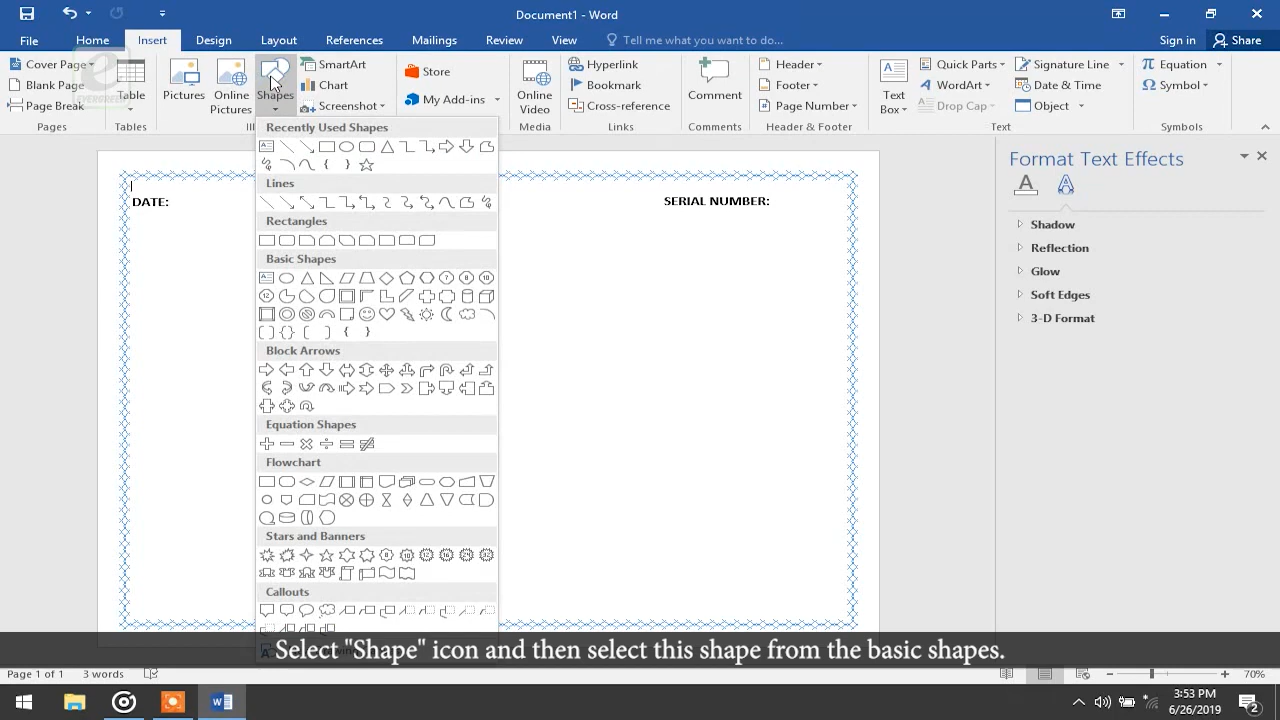 Document1 - Word
File Home Insert Design Layout References Mailings Review View Tell me what you want to do... Sign in Share
Cover Page
Blank Page
Page Break
Pages
Table
Tables
Pictures
Online
Pictures
Shapes
SmartArt
Chart
Screenshot
Ill
Store
My Add-ins
Online
Video
Media
Hyperlink
Bookmark
Cross-reference
Links
Comment
Comments
Header
Footer
Page Number
Header & Footer
Text
Box
Quick Parts
WordArt
Drop Cap
Signature Line
Date & Time
Object
Text
Equation
Symbol
Symbols
EVERGREEN
Recently Used Shapes
Lines
Rectangles
Basic Shapes
Block Arrows
Equation Shapes
Flowchart
Stars and Banners
Callouts
DATE:
SERIAL NUMBER:
Format Text Effects
Shadow
Reflection
Glow
Soft Edges
3-D Format
Select "Shape" icon and then select this shape from the basic shapes.
Page 1 of 1 3 words 70%
3:53 PM
6/26/2019
2